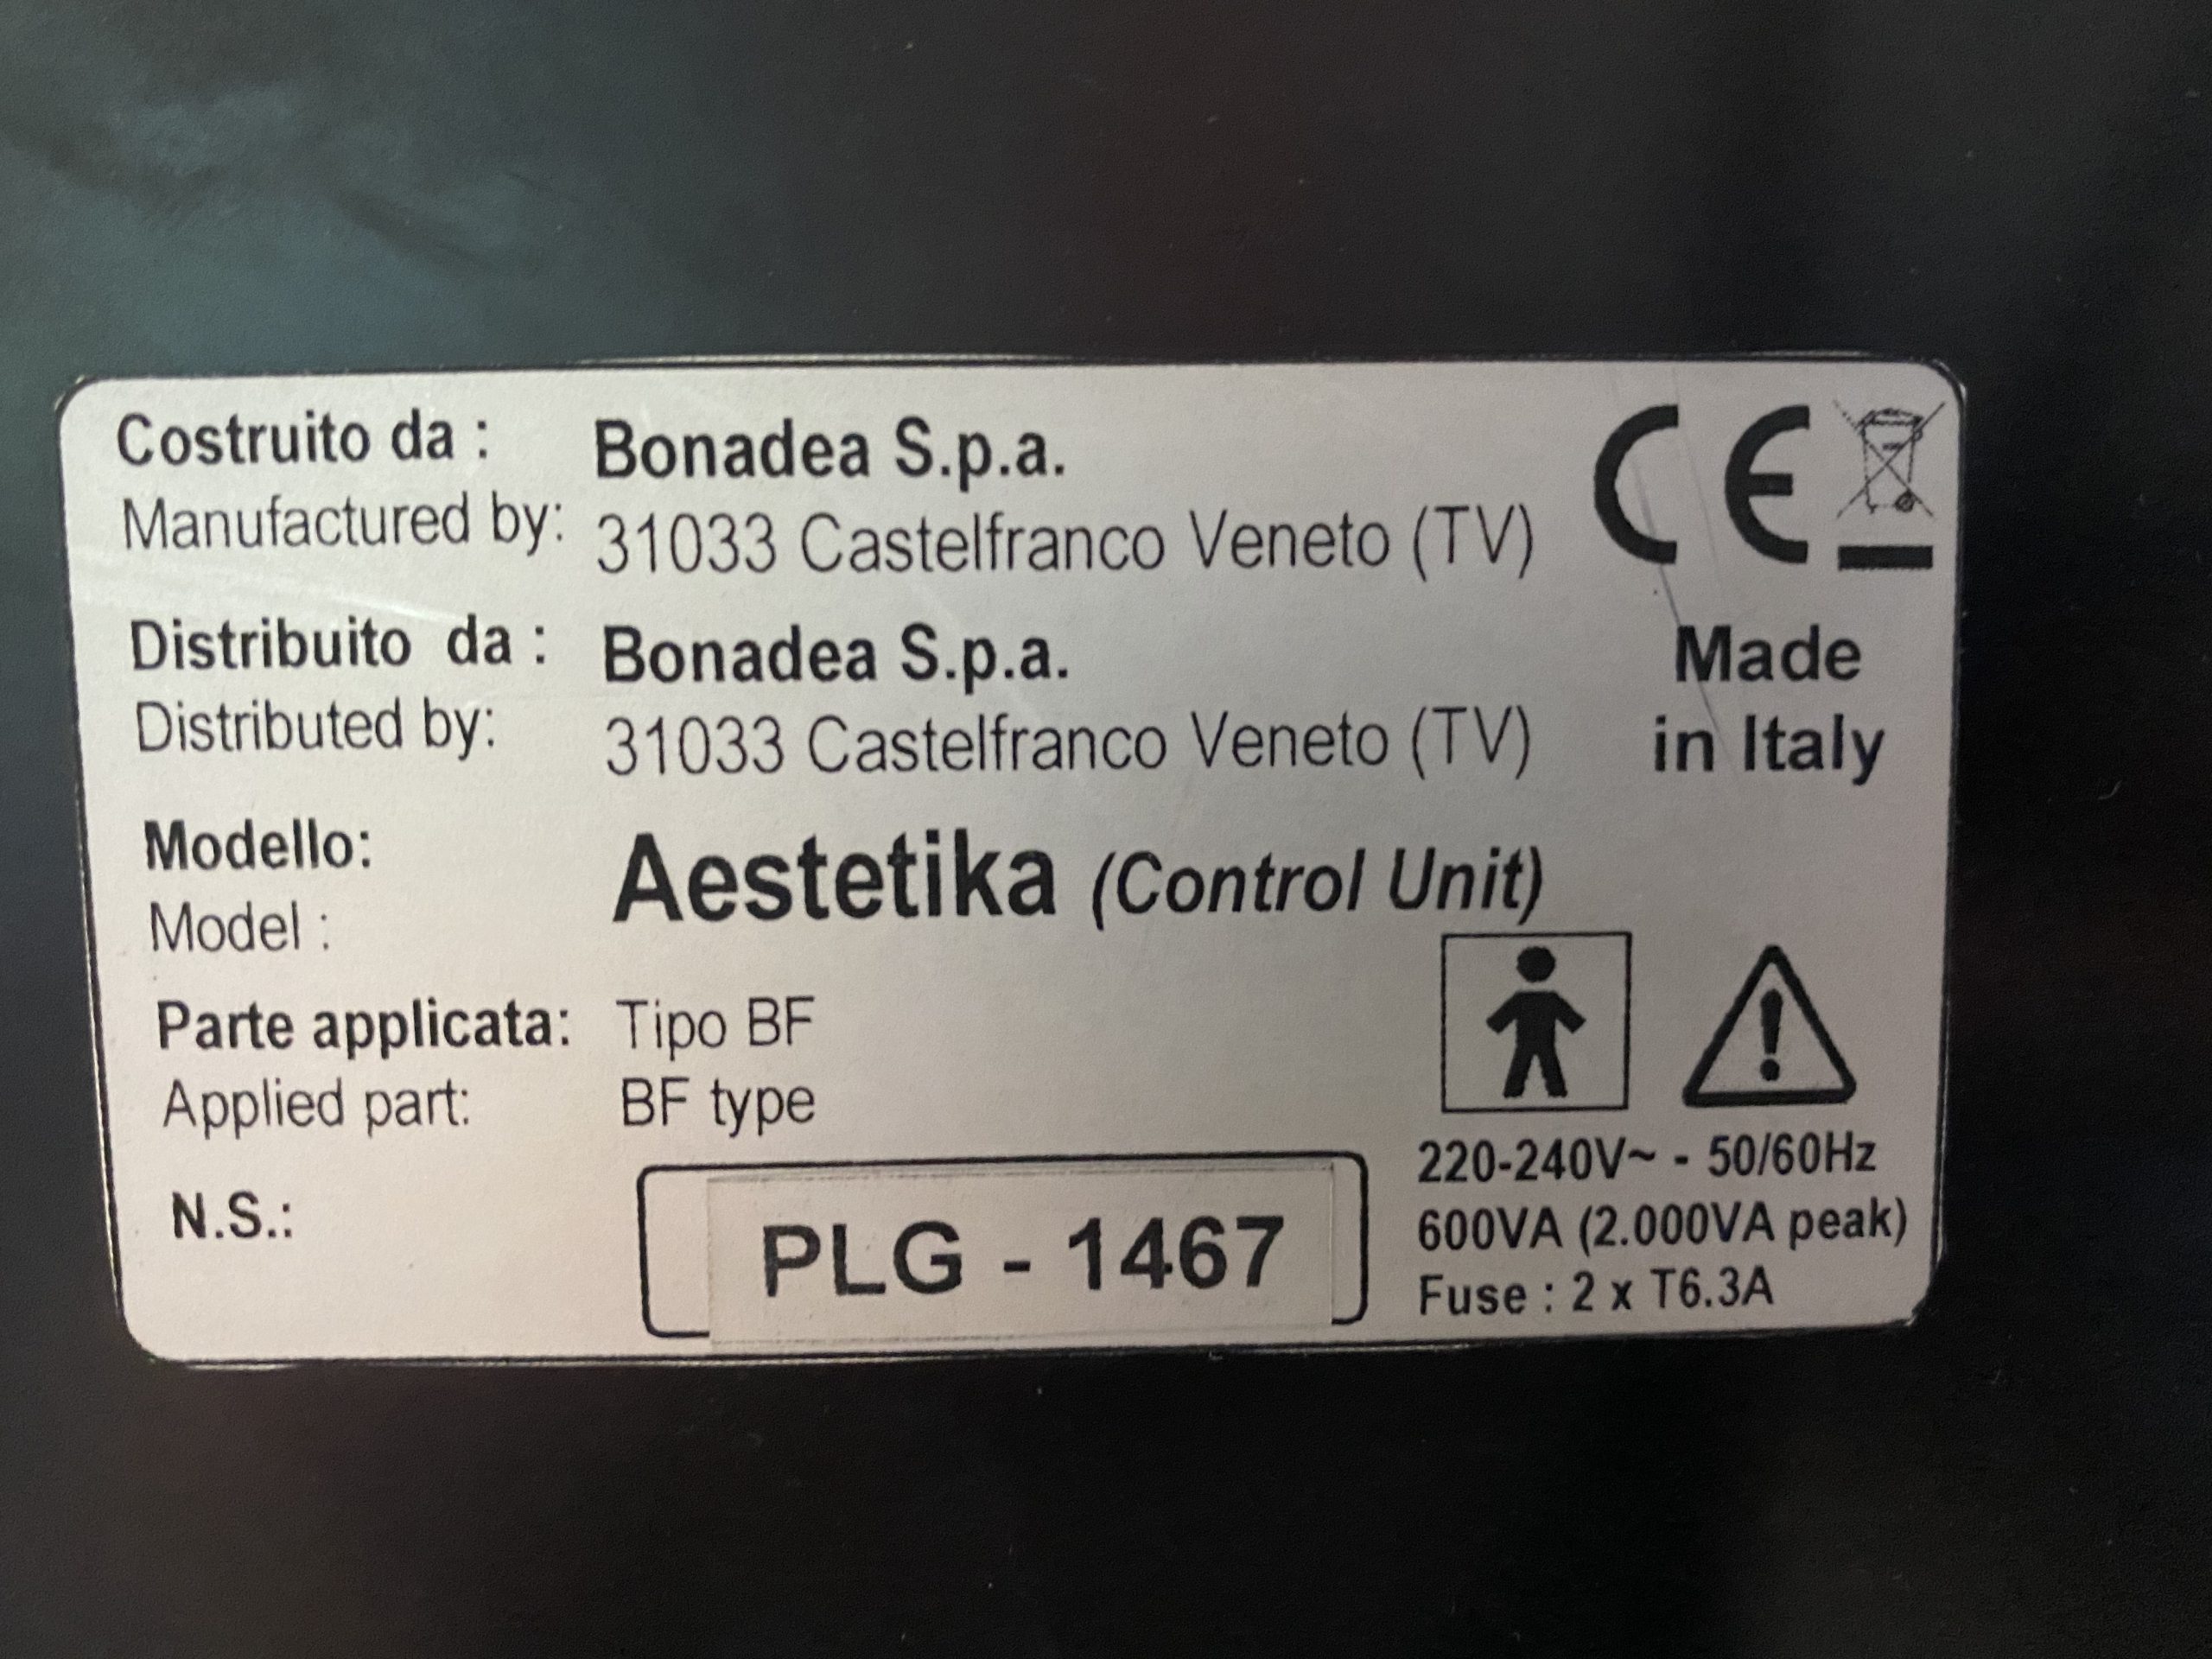 Costruito da : Bonadea S.p.a.
Manufactured by: 31033 Castelfranco Veneto (TV)
CE
Distribuito da : Bonadea S.p.a.
Distributed by: 31033 Castelfranco Veneto (TV)
Made
in Italy
Modello: Aestetika (Control Unit)
Model :
Parte applicata: Tipo BF
Applied part: BF type
N.S.: PLG - 1467
220-240V~ - 50/60Hz
600VA (2.000VA peak)
Fuse : 2 x T6.3A